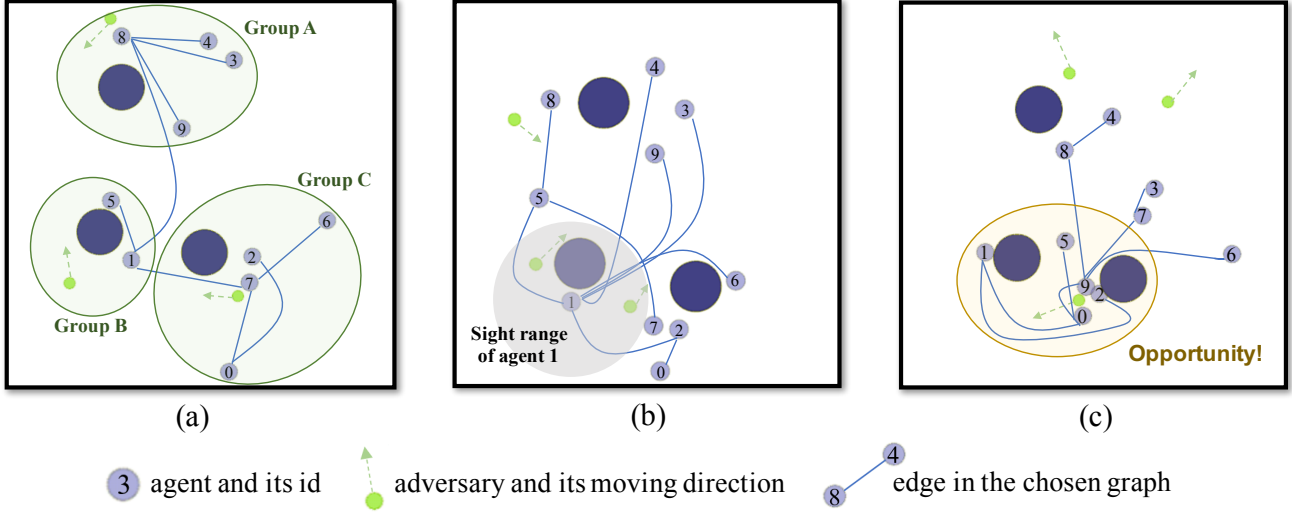 Group A
8
4
3
9
Group C
5
6
1
2
7
Group B
0
4
8
3
9
5
6
1
7
2
Sight range
of agent 1
0
4
8
3
7
5
1
6
9
2
0
Opportunity!
(a)
(b)
(c)
3 agent and its id
adversary and its moving direction
4
8
edge in the chosen graph